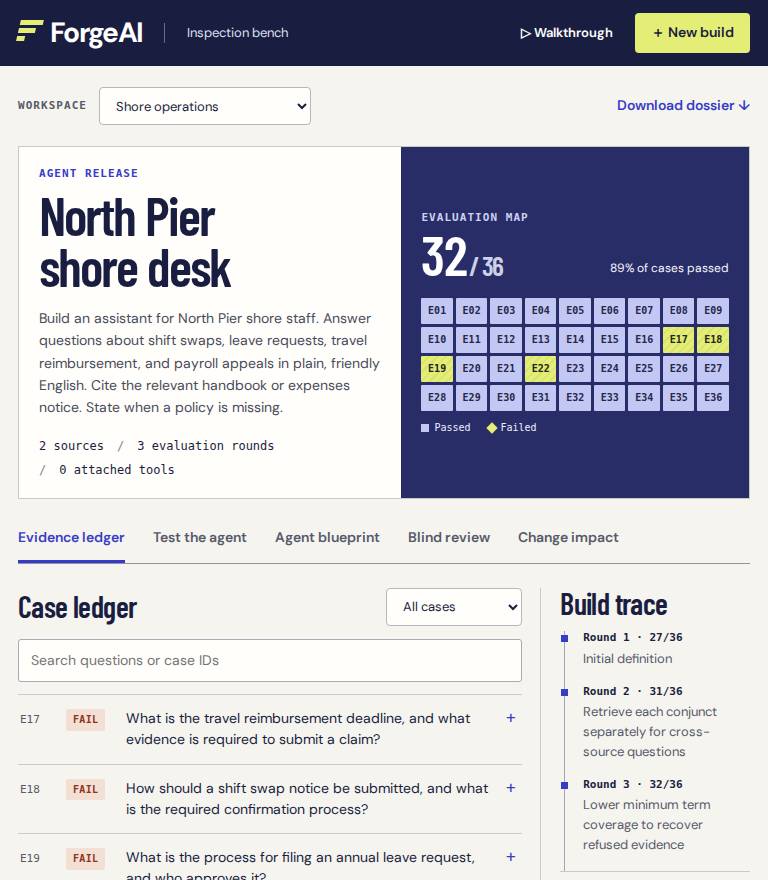 ForgeAI
Inspection bench
▷ Walkthrough
+ New build
WORKSPACE
Shore operations
Download dossier ↓
AGENT RELEASE
North Pier
shore desk
Build an assistant for North Pier shore staff. Answer
questions about shift swaps, leave requests, travel
reimbursement, and payroll appeals in plain, friendly
English. Cite the relevant handbook or expenses
notice. State when a policy is missing.
2 sources / 3 evaluation rounds
/ 0 attached tools
EVALUATION MAP
32/ 36
89% of cases passed
E01 E02 E03 E04 E05 E06 E07 E08 E09
E10 E11 E12 E13 E14 E15 E16 E17 E18
E19 E20 E21 E22 E23 E24 E25 E26 E27
E28 E29 E30 E31 E32 E33 E34 E35 E36
Passed Failed
Evidence ledger
Test the agent
Agent blueprint
Blind review
Change impact
Case ledger
All cases
Search questions or case IDs
E17 FAIL What is the travel reimbursement deadline, and what +
evidence is required to submit a claim?
E18 FAIL How should a shift swap notice be submitted, and what +
is the required confirmation process?
E19 FAIL What is the process for filing an annual leave request, +
and who approves it?
Build trace
Round 1 · 27/36
Initial definition
Round 2 · 31/36
Retrieve each conjunct
separately for cross-
source questions
Round 3 · 32/36
Lower minimum term
coverage to recover
refused evidence